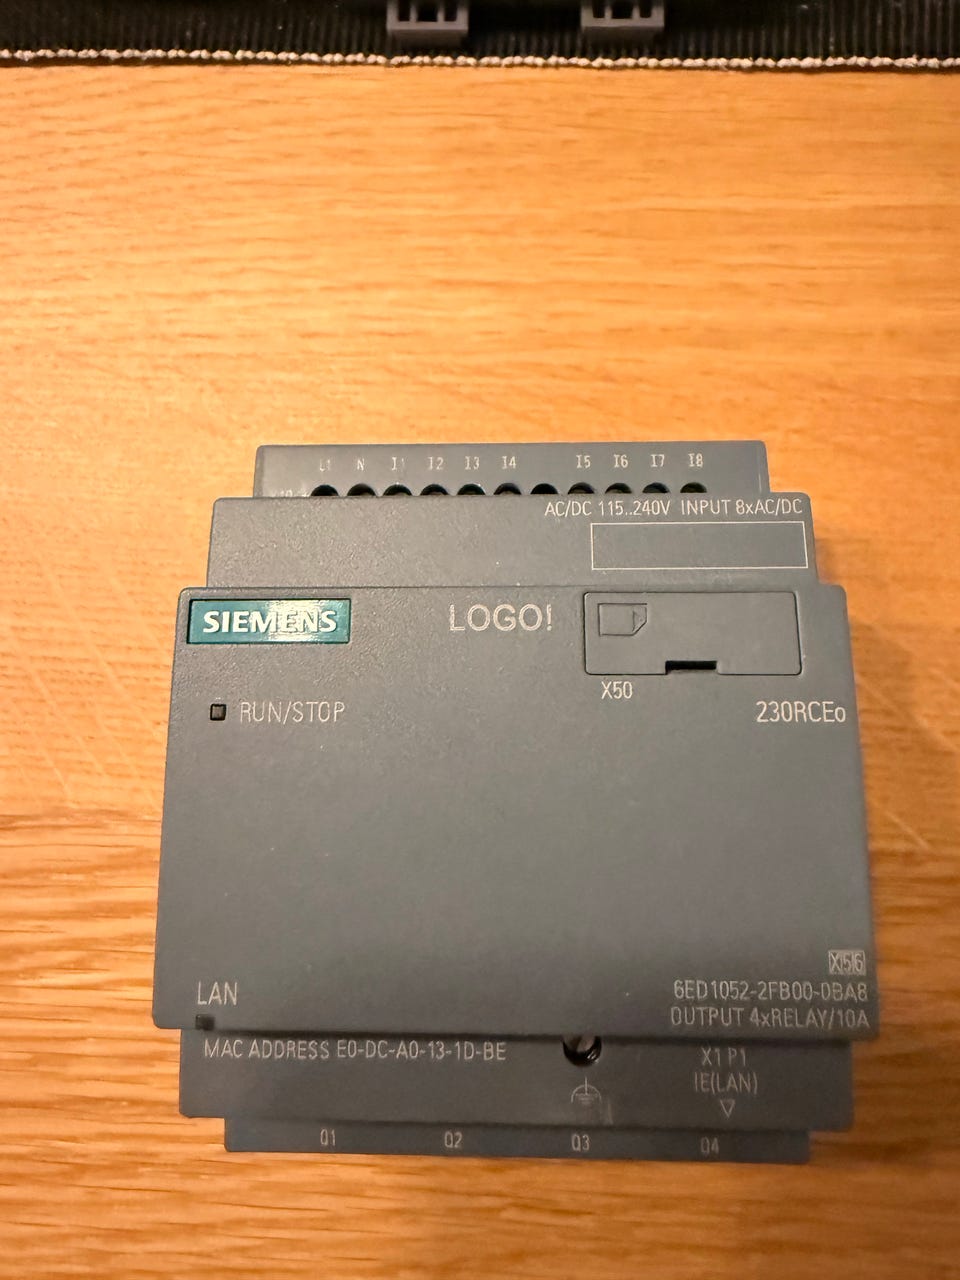 L1 N I1 I2 I3 I4 I5 I6 I7 I8
AC/DC 115..240V INPUT 8xAC/DC
SIEMENS
LOGO!
X50
RUN/STOP
230RCEo
X 5 6
LAN
6ED1052-2FB00-0BA8
OUTPUT 4xRELAY/10A
MAC ADDRESS E0-DC-A0-13-1D-BE
X1 P1
IE(LAN)
Q1 Q2 Q3 Q4